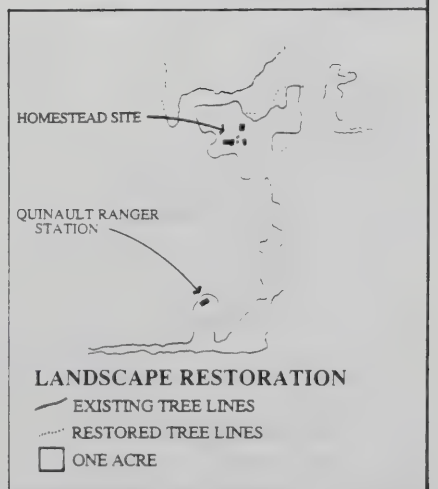 HOMESTEAD SITE
QUINAULT RANGER
STATION
LANDSCAPE RESTORATION
EXISTING TREE LINES
RESTORED TREE LINES
ONE ACRE